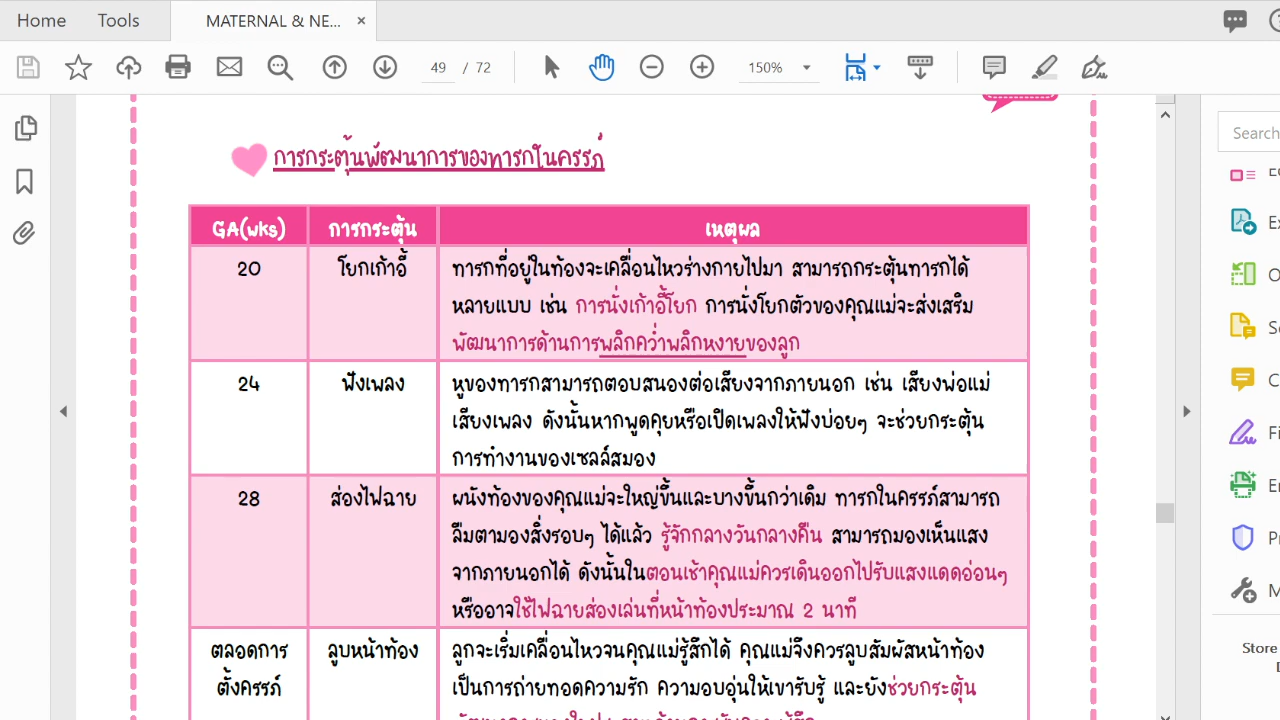 Home Tools MATERNAL & NE... ×
49 / 72 150%
Search
การกระตุ้นพัฒนาการของทารกในครรภ์
GA(wks) การกระตุ้น เหตุผล
20 โยกเก้าอี้ ทารกที่อยู่ในท้องจะเคลื่อนไหวร่างกายไปมา สามารถกระตุ้นทารกได้
หลายแบบ เช่น การนั่งเก้าอี้โยก การนั่งโยกตัวของคุณแม่จะส่งเสริม
พัฒนาการด้านการพลิกคว่ำพลิกหงายของลูก
24 ฟังเพลง หูของทารกสามารถตอบสนองต่อเสียงจากภายนอก เช่น เสียงพ่อแม่
เสียงเพลง ดังนั้นหากพูดคุยหรือเปิดเพลงให้ฟังบ่อยๆ จะช่วยกระตุ้น
การทำงานของเซลล์สมอง
28 ส่องไฟฉาย ผนังท้องของคุณแม่จะใหญ่ขึ้นและบางขึ้นกว่าเดิม ทารกในครรภ์สามารถ
ลืมตามองสิ่งรอบๆ ได้แล้ว รู้จักกลางวันกลางคืน สามารถมองเห็นแสง
จากภายนอกได้ ดังนั้นในตอนเช้าคุณแม่ควรเดินออกไปรับแสงแดดอ่อนๆ
หรืออาจใช้ไฟฉายส่องเล่นที่หน้าท้องประมาณ 2 นาที
ตลอดการ ลูบหน้าท้อง ลูกจะเริ่มเคลื่อนไหวจนคุณแม่รู้สึกได้ คุณแม่จึงควรลูบสัมผัสหน้าท้อง
ตั้งครรภ์ เป็นการถ่ายทอดความรัก ความอบอุ่นให้เขารับรู้ และยังช่วยกระตุ้น
Store